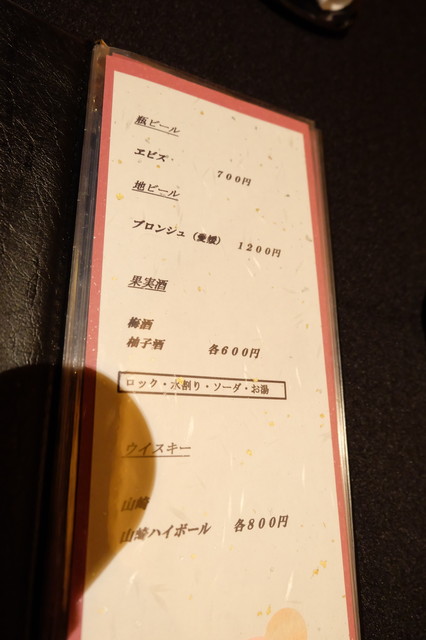 瓶ビール
エビス
700円
地ビール
ブロンシュ（愛媛） 1200円
果実酒
梅酒
柚子酒 各600円
ロック・水割り・ソーダ・お湯
ウイスキー
山崎
山崎ハイボール 各800円